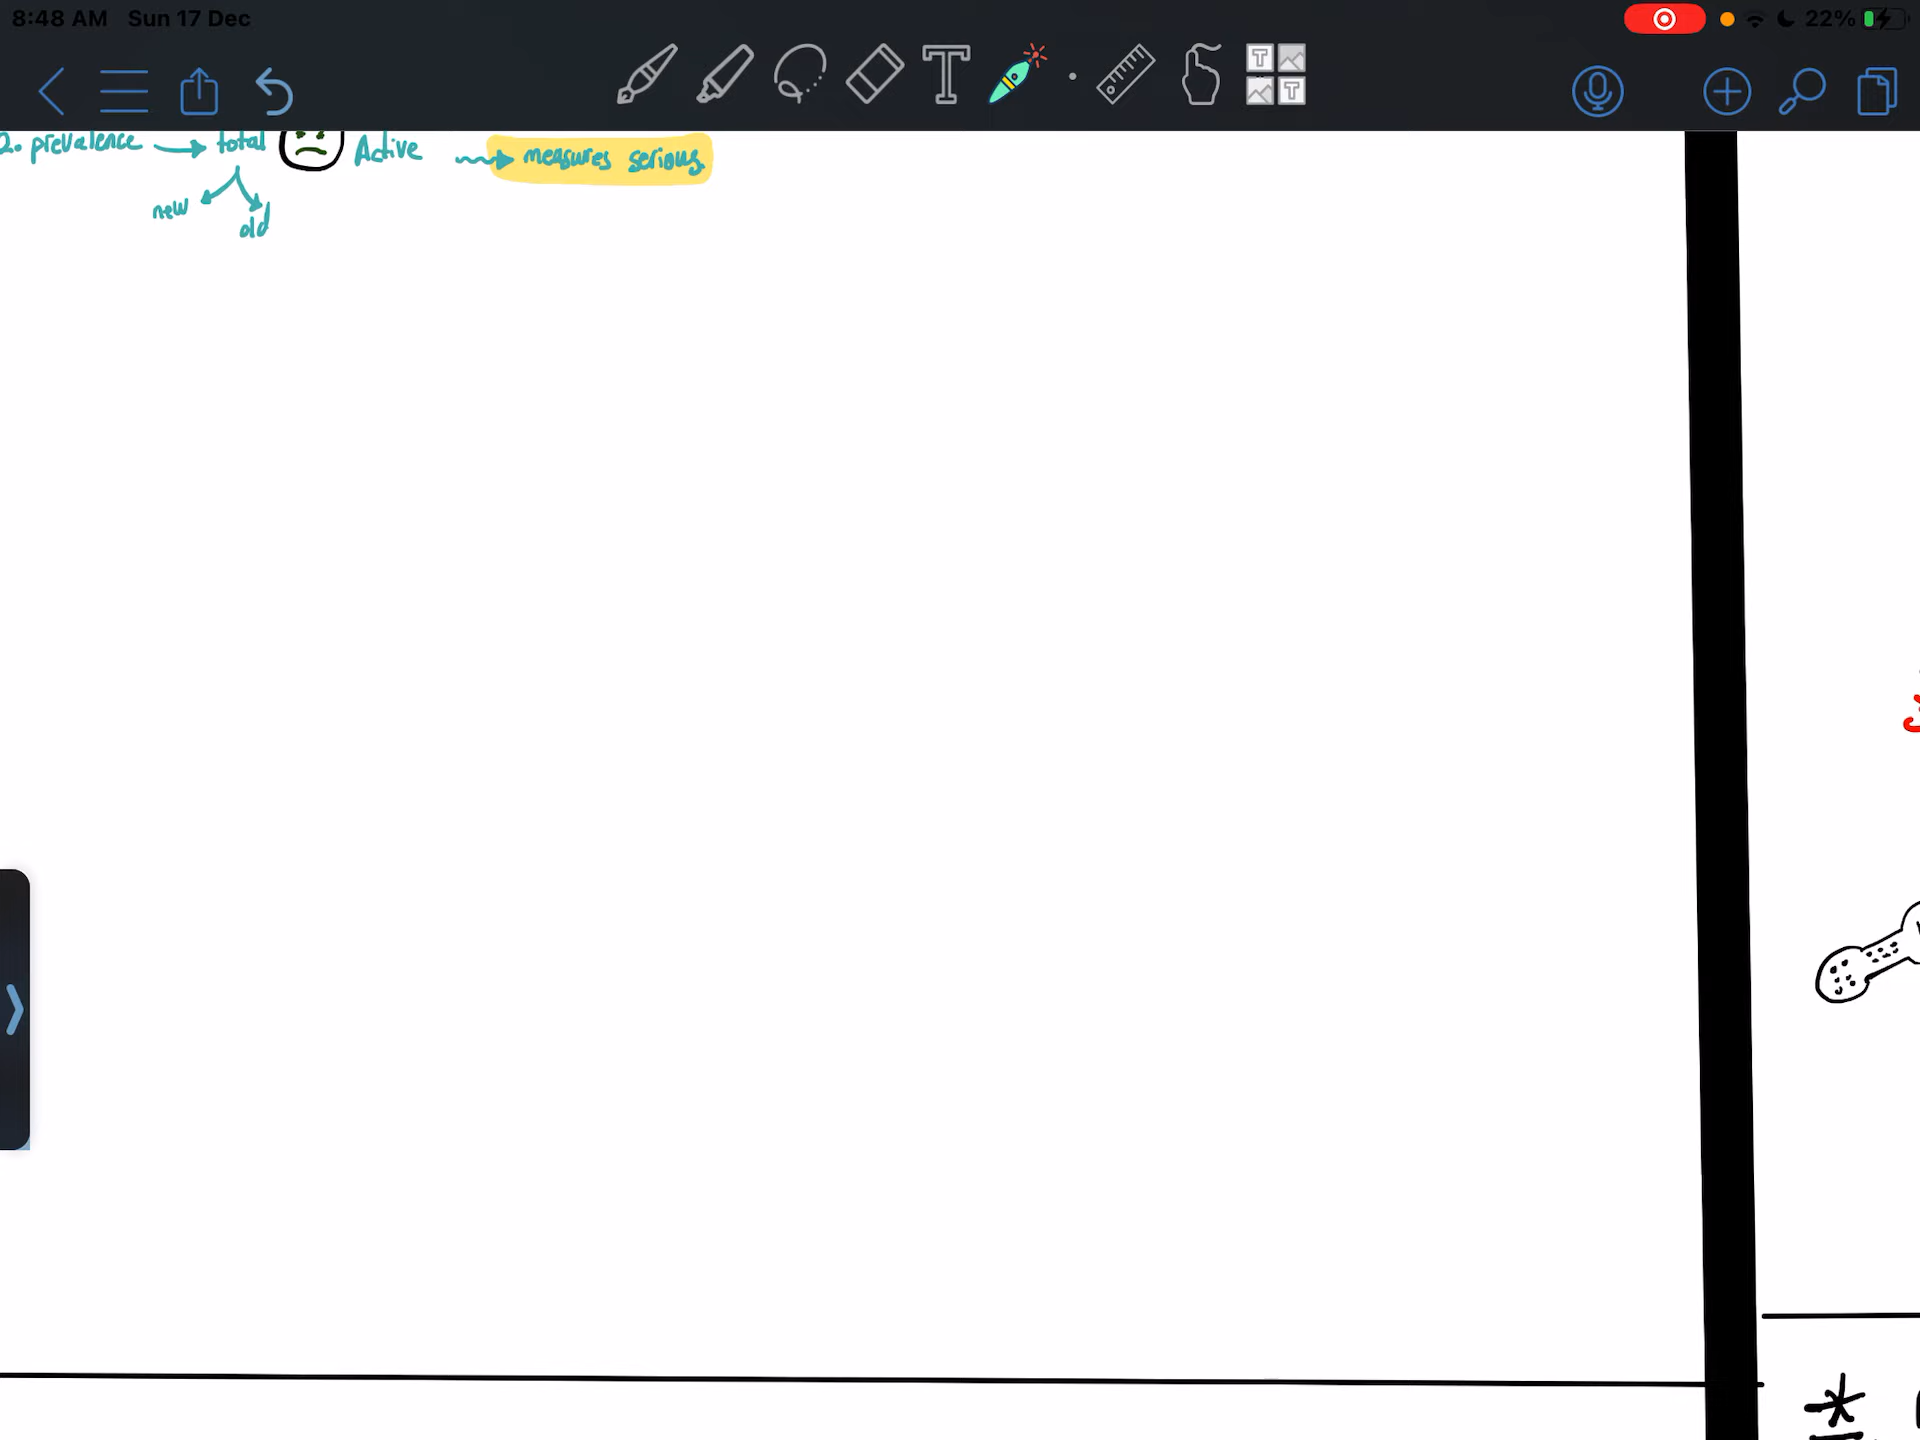 8:48 AM Sun 17 Dec
22%
2. prevalence → total Active → measures serious
new
old
*